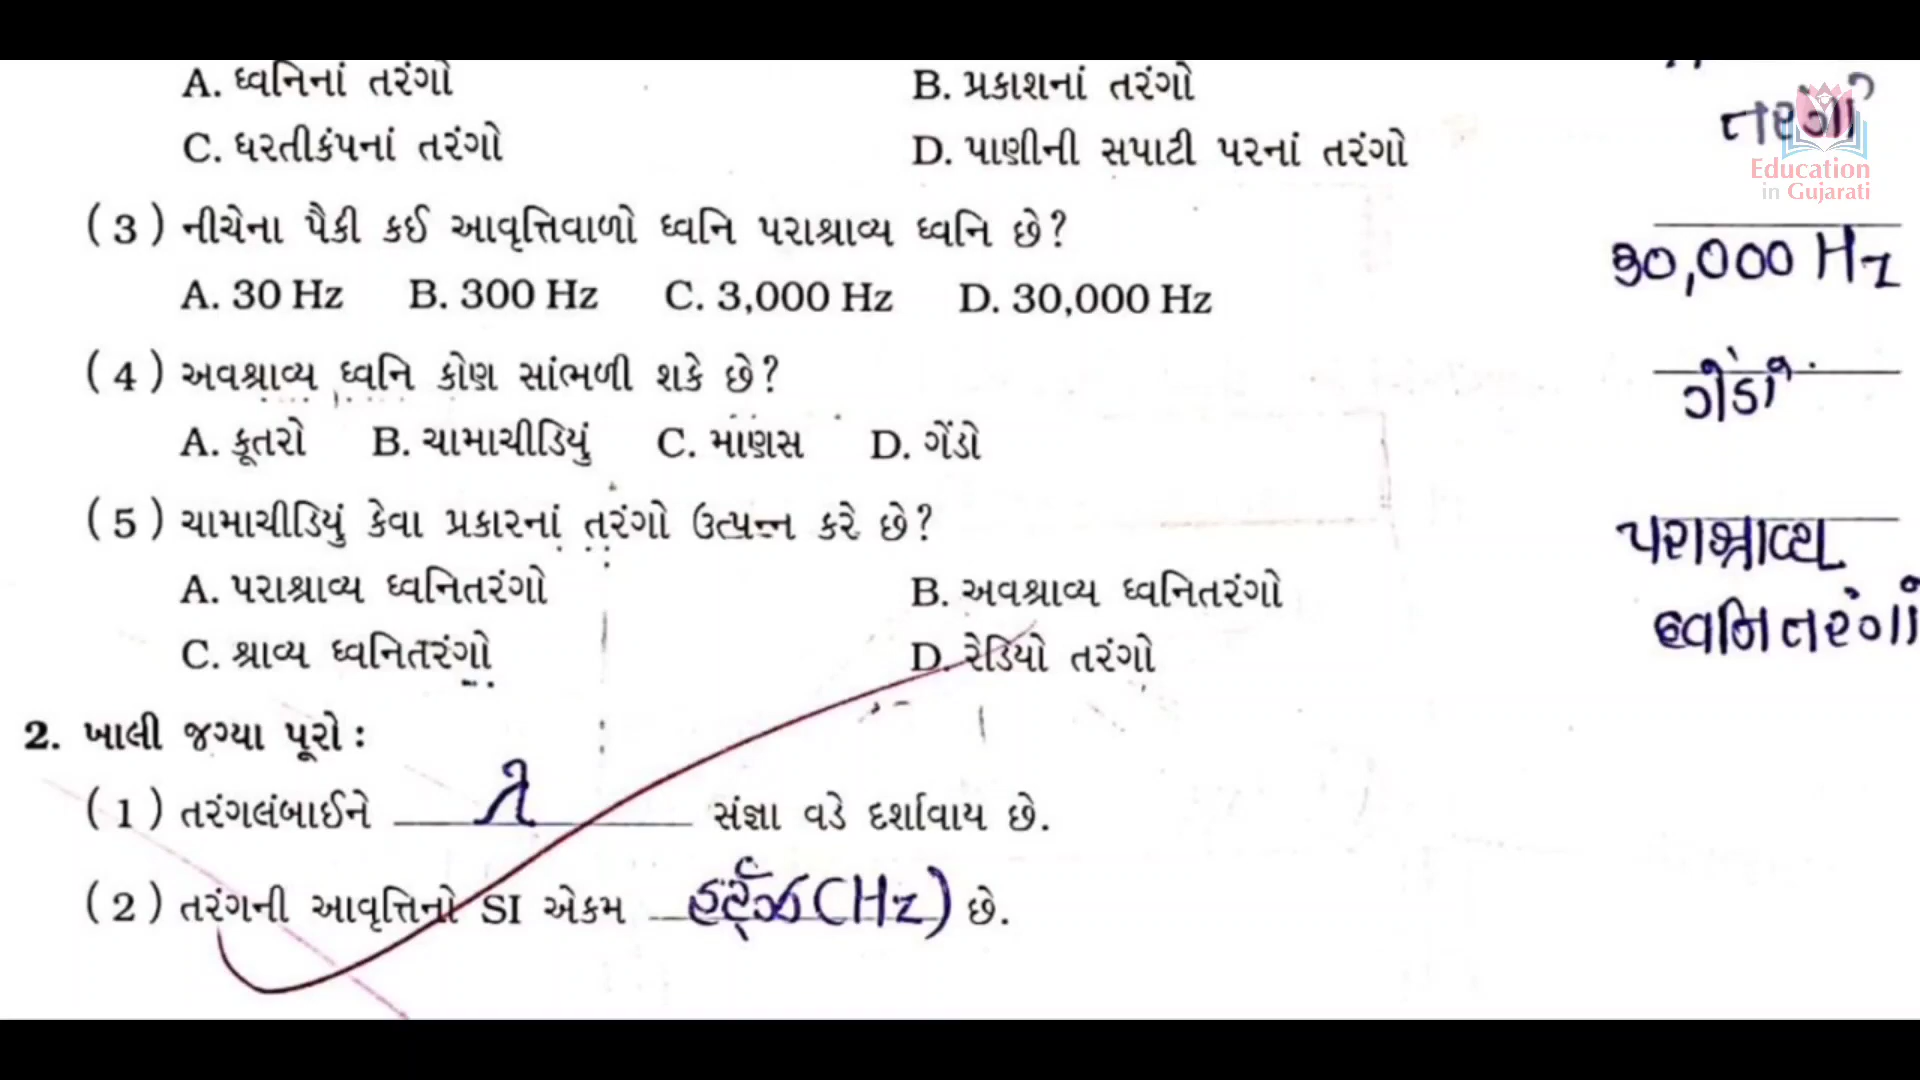 A. ધ્વનિનાં તરંગો B. પ્રકાશનાં તરંગો
તરંગો
C. ધરતીકંપનાં તરંગો D. પાણીની સપાટી પરનાં તરંગો
Education
in Gujarati
(3) નીચેના પૈકી કઈ આવૃત્તિવાળો ધ્વનિ પરાશ્રાવ્ય ધ્વનિ છે?
30,000 Hz
A. 30 Hz B. 300 Hz C. 3,000 Hz D. 30,000 Hz
(4) અવશ્રાવ્ય ધ્વનિ કોણ સાંભળી શકે છે?
ગેંડો
A. કૂતરો B. ચામાચીડિયું C. માણસ D. ગેંડો
(5) ચામાચીડિયું કેવા પ્રકારનાં તરંગો ઉત્પન્ન કરે છે?
પરાશ્રાવ્ય
ધ્વનિતરંગો
A. પરાશ્રાવ્ય ધ્વનિતરંગો B. અવશ્રાવ્ય ધ્વનિતરંગો
C. શ્રાવ્ય ધ્વનિતરંગો D. રેડિયો તરંગો
2. ખાલી જગ્યા પૂરો :
(1) તરંગલંબાઈને λ સંજ્ઞા વડે દર્શાવાય છે.
(2) તરંગની આવૃત્તિનો SI એકમ હર્ટ્ઝ (Hz) છે.